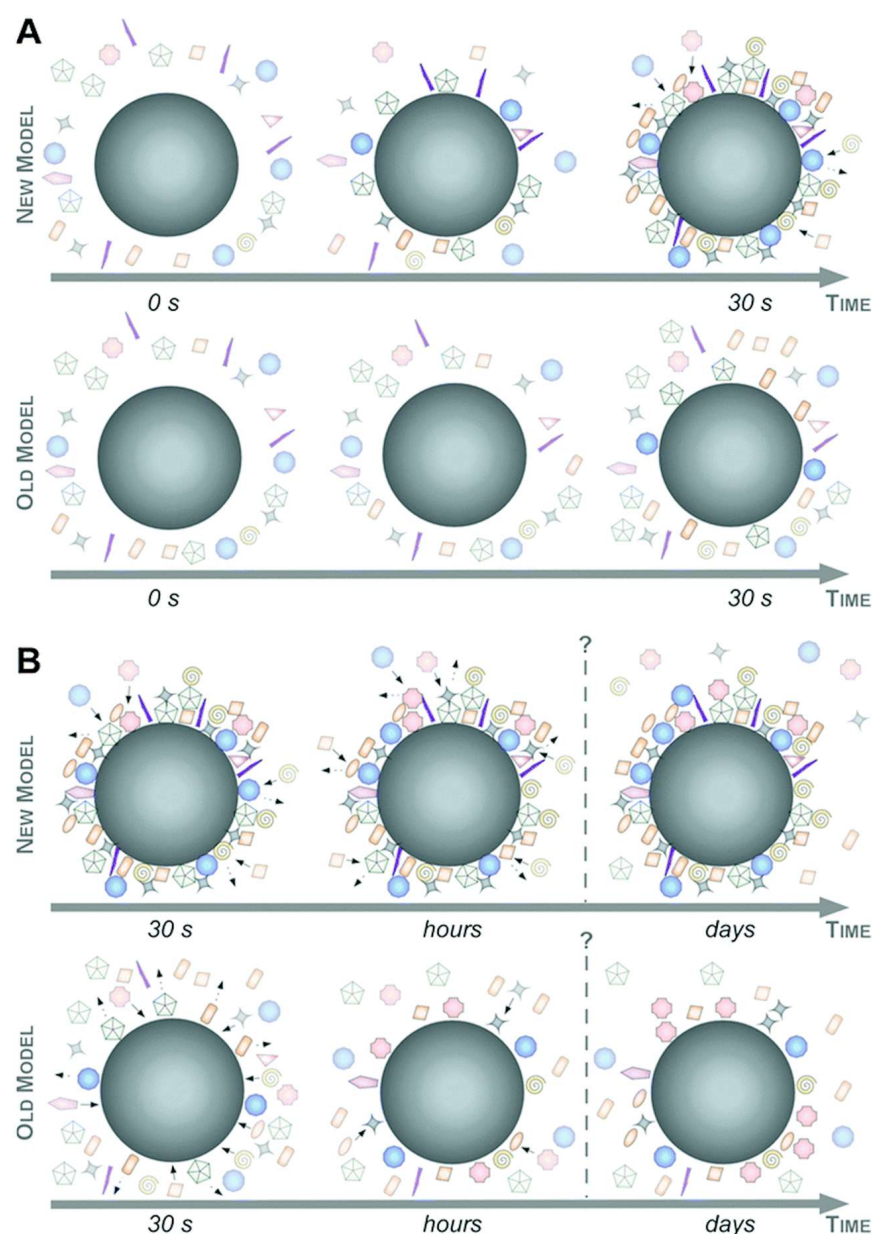 A
NEW MODEL
0 s
30 s
TIME
OLD MODEL
0 s
30 s
TIME
B
?
NEW MODEL
30 s
hours
days
TIME
?
OLD MODEL
30 s
hours
days
TIME